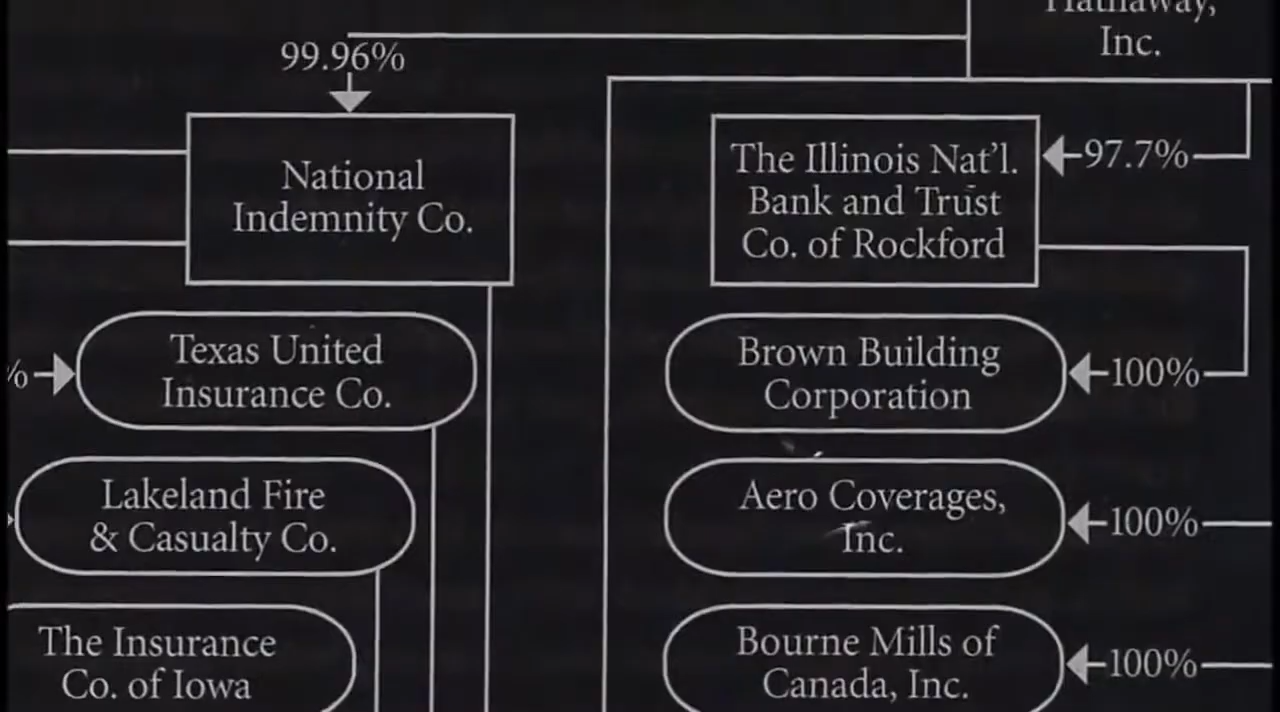 Hathaway,
Inc.
99.96%
National
Indemnity Co.
The Illinois Nat'l.
Bank and Trust
Co. of Rockford
97.7%
Texas United
Insurance Co.
%
Brown Building
Corporation
100%
Lakeland Fire
& Casualty Co.
Aero Coverages,
Inc.
100%
The Insurance
Co. of Iowa
Bourne Mills of
Canada, Inc.
100%